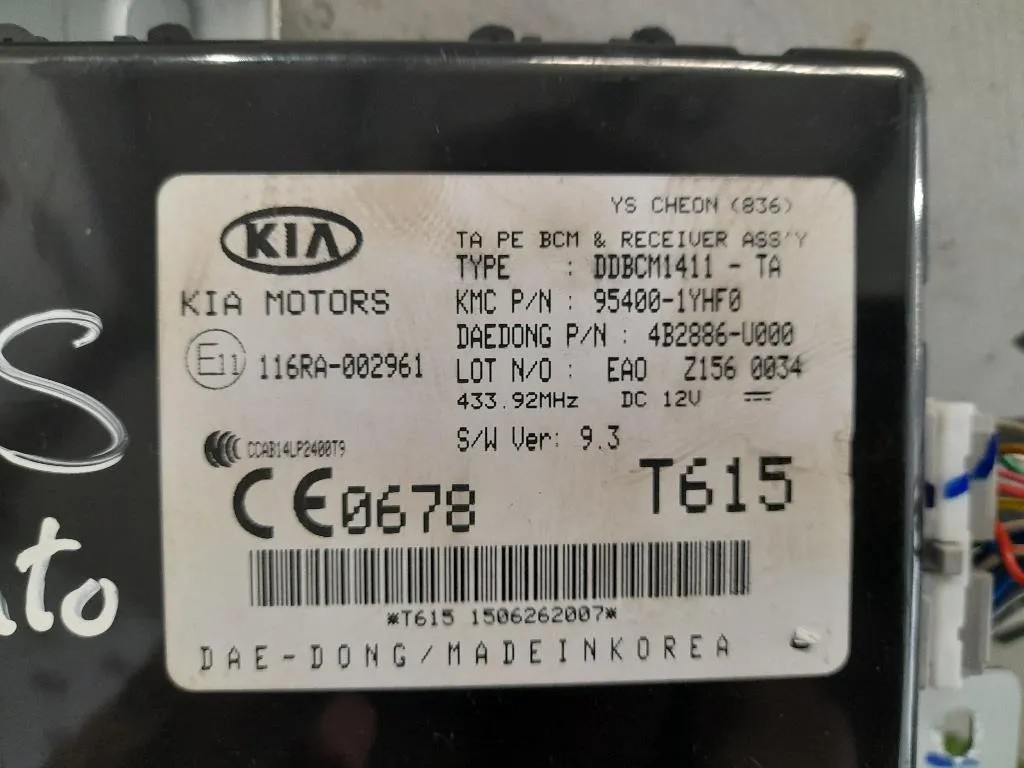 YS CHEON (836)
KIA
TA PE BCM & RECEIVER ASS'Y
TYPE : DDBCM1411 - TA
KIA MOTORS
KMC P/N : 95400-1YHF0
DAEDONG P/N : 4B2886-U000
E11 116RA-002961
LOT N/O : EAO Z156 0034
433.92MHz DC 12V
S/W Ver: 9.3
CCAB14LP2400T9
CE0678
T615
*T615 1506262007*
DAE-DONG/MADEINKOREA